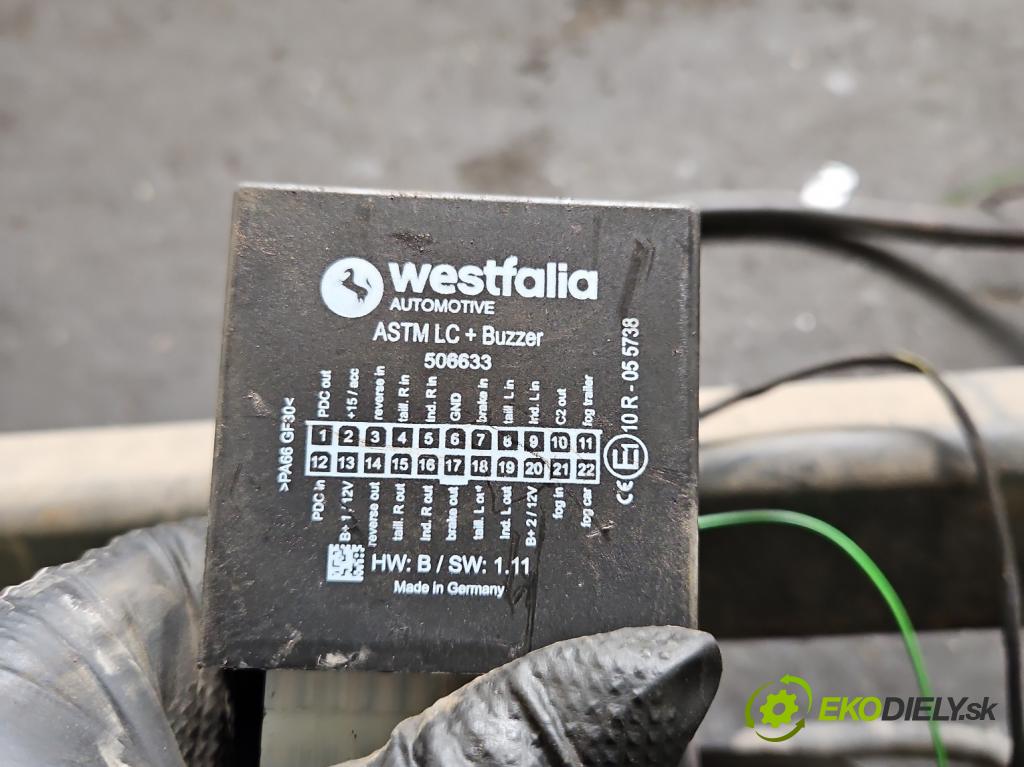 westfalia
AUTOMOTIVE
ASTM LC + Buzzer
506633
PDC out
+15 / acc
reverse in
taill. R in
Ind. R in
GND
brake in
taill. L in
Ind. L in
C2 out
fog trailer
1 2 3 4 5 6 7 8 9 10 11
12 13 14 15 16 17 18 19 20 21 22
PDC in
B+ 1 / 12V
reverse out
taill. R out
Ind. R out
brake out
taill. L out
Ind. L out
B+ 2 / 12V
fog in
fog car
>PA66 GF30<
CE E1 10 R - 05 5738
HW: B / SW: 1.11
Made in Germany
EKODIELY.sk